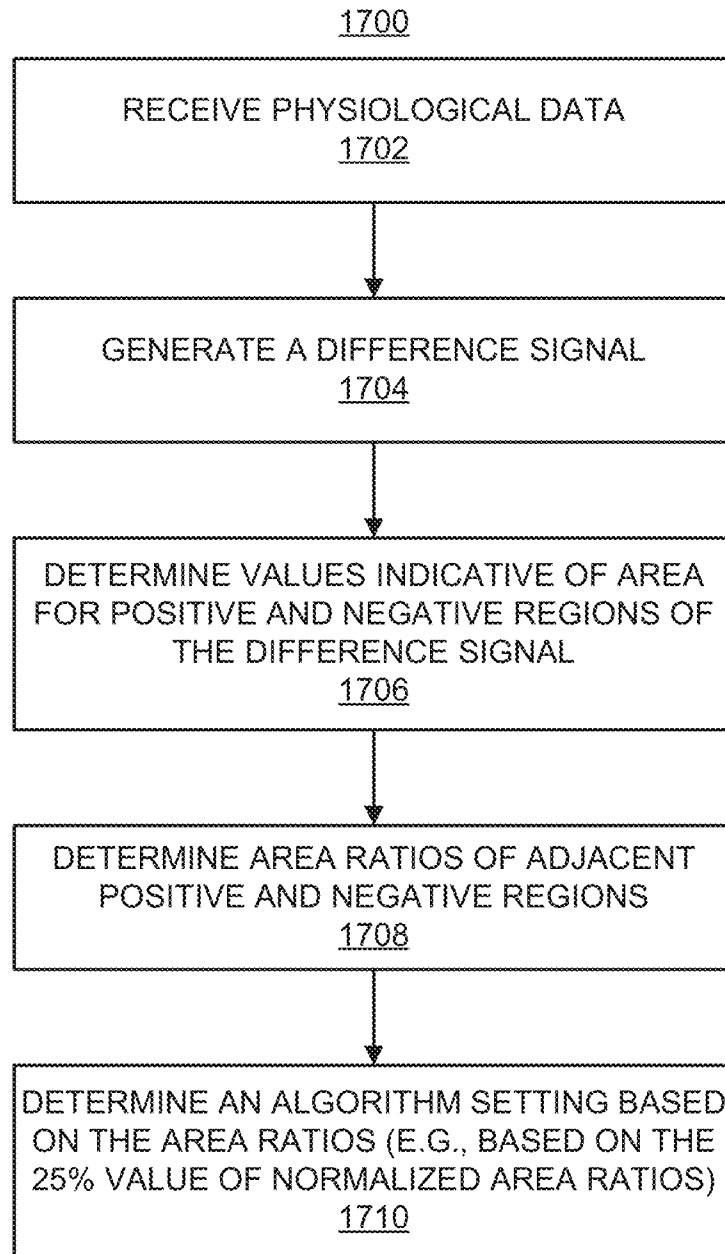 1700
RECEIVE PHYSIOLOGICAL DATA
1702
GENERATE A DIFFERENCE SIGNAL
1704
DETERMINE VALUES INDICATIVE OF AREA
FOR POSITIVE AND NEGATIVE REGIONS OF
THE DIFFERENCE SIGNAL
1706
DETERMINE AREA RATIOS OF ADJACENT
POSITIVE AND NEGATIVE REGIONS
1708
DETERMINE AN ALGORITHM SETTING BASED
ON THE AREA RATIOS (E.G., BASED ON THE
25% VALUE OF NORMALIZED AREA RATIOS)
1710